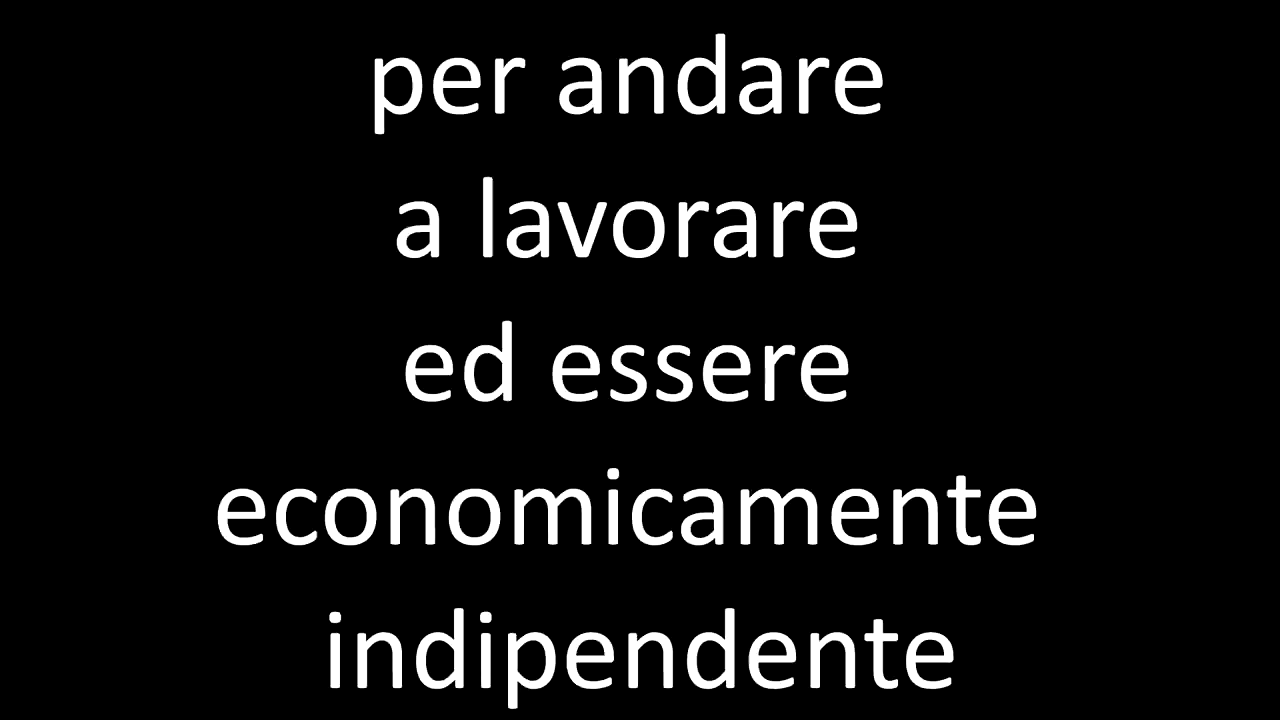 per andare
a lavorare
ed essere
economicamente
indipendente